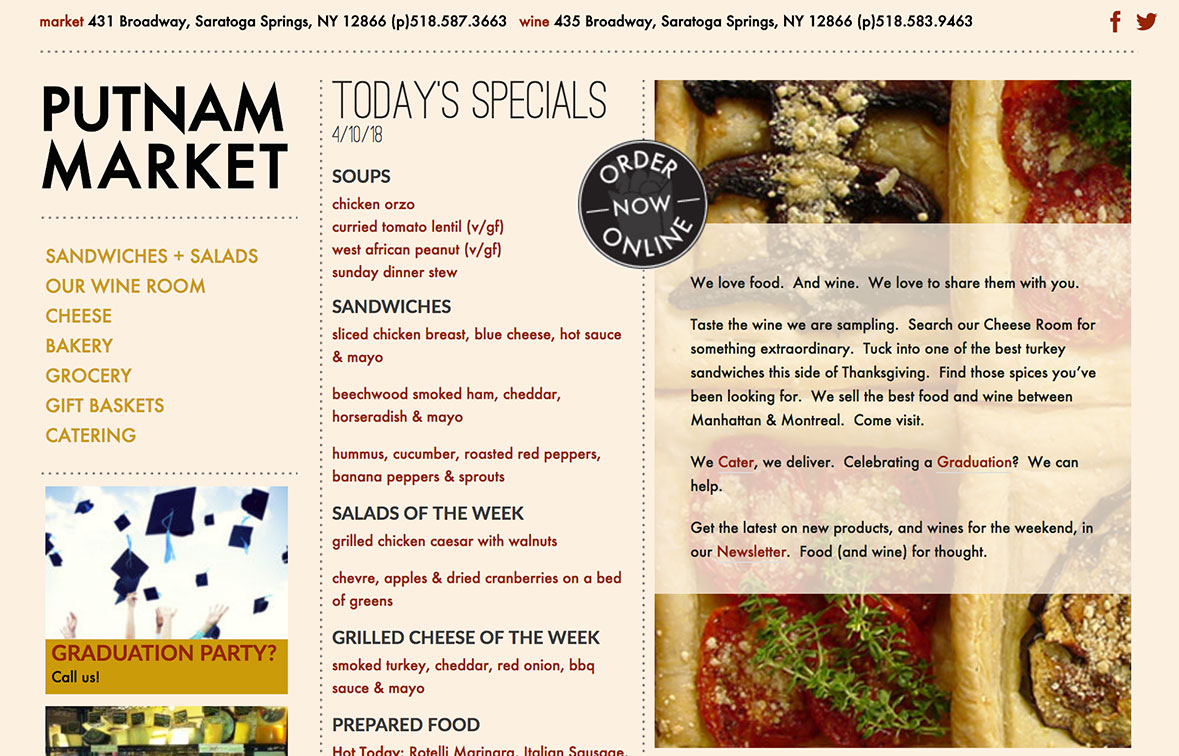 market 431 Broadway, Saratoga Springs, NY 12866 (p)518.587.3663 wine 435 Broadway, Saratoga Springs, NY 12866 (p)518.583.9463
PUTNAM
MARKET
SANDWICHES + SALADS
OUR WINE ROOM
CHEESE
BAKERY
GROCERY
GIFT BASKETS
CATERING
GRADUATION PARTY?
Call us!
TODAY'S SPECIALS
4/10/18
SOUPS
chicken orzo
curried tomato lentil (v/gf)
west african peanut (v/gf)
sunday dinner stew
SANDWICHES
sliced chicken breast, blue cheese, hot sauce
& mayo
beechwood smoked ham, cheddar,
horseradish & mayo
hummus, cucumber, roasted red peppers,
banana peppers & sprouts
SALADS OF THE WEEK
grilled chicken caesar with walnuts
chevre, apples & dried cranberries on a bed
of greens
GRILLED CHEESE OF THE WEEK
smoked turkey, cheddar, red onion, bbq
sauce & mayo
PREPARED FOOD
Hot Today: Rotelli Marinara, Italian Sausage,
ORDER
NOW
ONLINE
We love food. And wine. We love to share them with you.
Taste the wine we are sampling. Search our Cheese Room for
something extraordinary. Tuck into one of the best turkey
sandwiches this side of Thanksgiving. Find those spices you've
been looking for. We sell the best food and wine between
Manhattan & Montreal. Come visit.
We Cater, we deliver. Celebrating a Graduation? We can
help.
Get the latest on new products, and wines for the weekend, in
our Newsletter. Food (and wine) for thought.